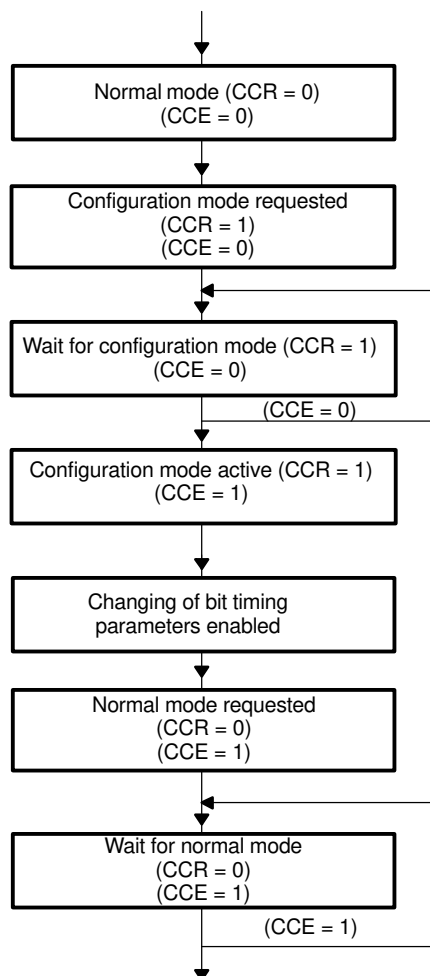 Normal mode (CCR = 0)
(CCE = 0)
Configuration mode requested
(CCR = 1)
(CCE = 0)
Wait for configuration mode (CCR = 1)
(CCE = 0)
(CCE = 0)
Configuration mode active (CCR = 1)
(CCE = 1)
Changing of bit timing
parameters enabled
Normal mode requested
(CCR = 0)
(CCE = 1)
Wait for normal mode
(CCR = 0)
(CCE = 1)
(CCE = 1)